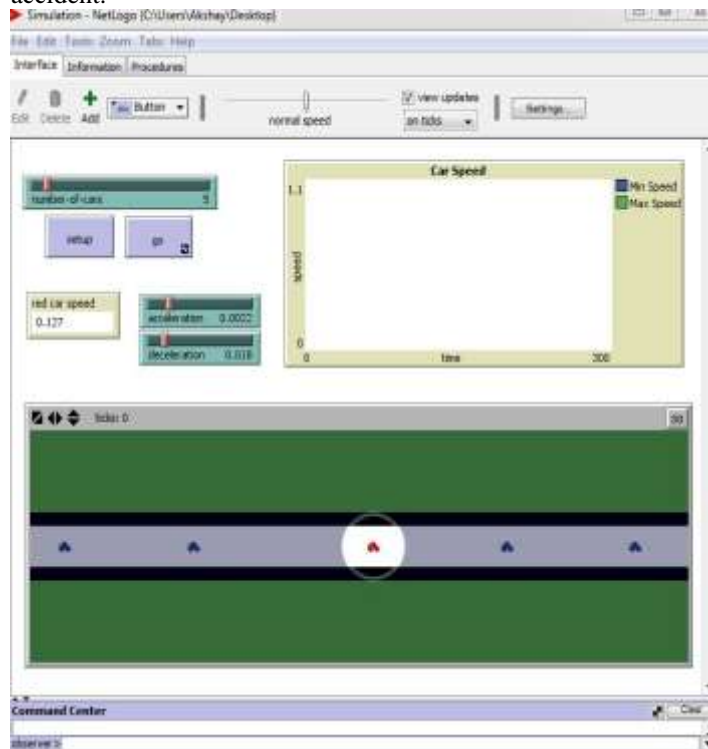 accident.
Simulation - NetLogo {C:\Users\Akshay\Desktop}
File Edit Tools Zoom Tabs Help
Interface Information Procedures
Edit Delete Add
Button
normal speed
view updates
on ticks
Settings...
number-of-cars 5
setup
go
red car speed
0.127
acceleration 0.0022
deceleration 0.018
Car Speed
1.1
speed
0
0
time
300
Min Speed
Max Speed
ticks: 0
3D
Command Center
Clear
observer>